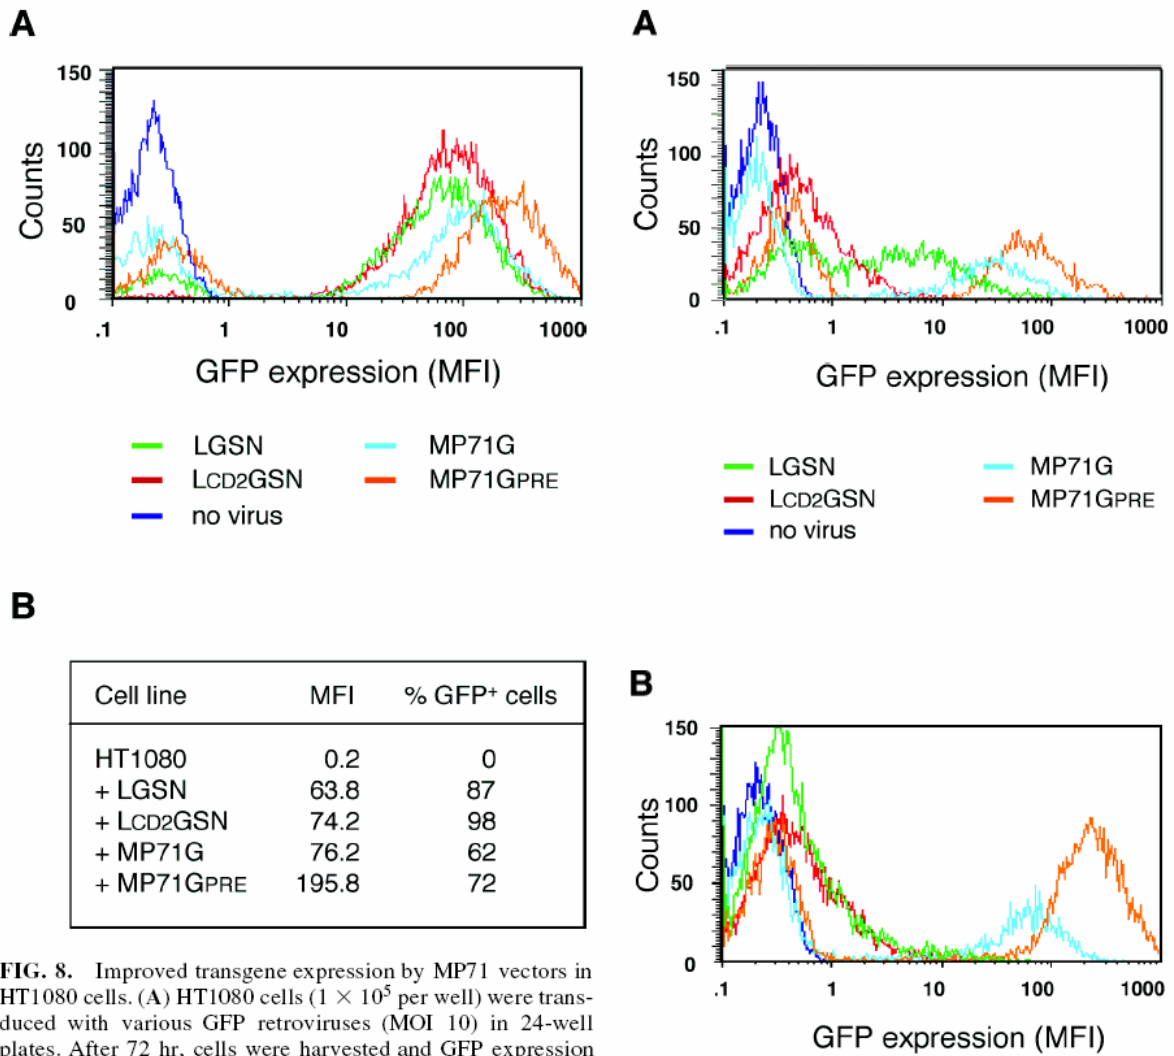 A
150
100
50
0
Counts
.1 1 10 100 1000
GFP expression (MFI)
LGSN MP71G
LCD2GSN MP71GPRE
no virus
B
Cell line MFI % GFP+ cells
HT1080 0.2 0
+ LGSN 63.8 87
+ LCD2GSN 74.2 98
+ MP71G 76.2 62
+ MP71GPRE 195.8 72
FIG. 8. Improved transgene expression by MP71 vectors in
HT1080 cells. (A) HT1080 cells (1 × 10⁵ per well) were trans-
duced with various GFP retroviruses (MOI 10) in 24-well
plates. After 72 hr, cells were harvested and GFP expression
A
150
100
50
0
Counts
.1 1 10 100 1000
GFP expression (MFI)
LGSN MP71G
LCD2GSN MP71GPRE
no virus
B
150
100
50
0
Counts
.1 1 10 100 1000
GFP expression (MFI)